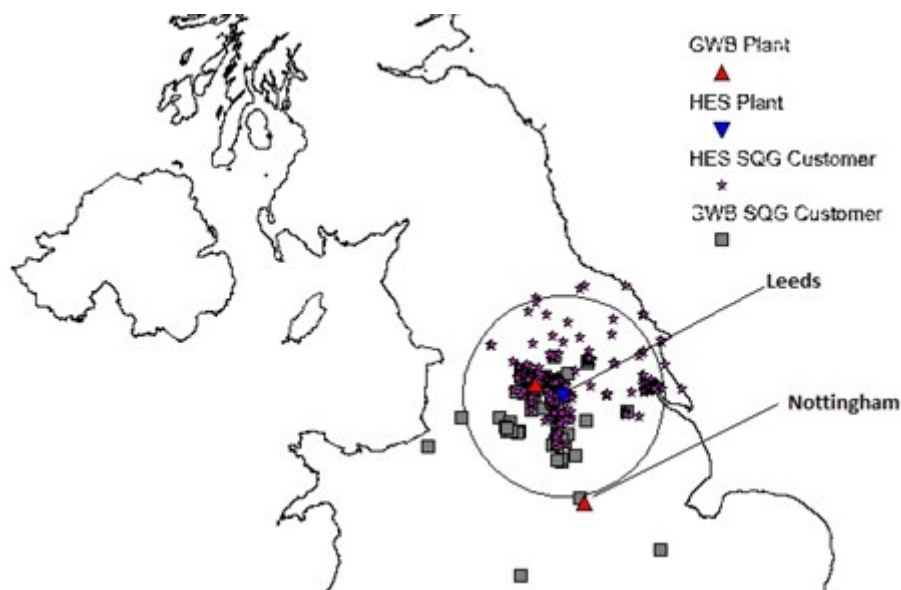 GWB Plant
HES Plant
HES SQG Customer
GWB SQG Customer
Leeds
Nottingham